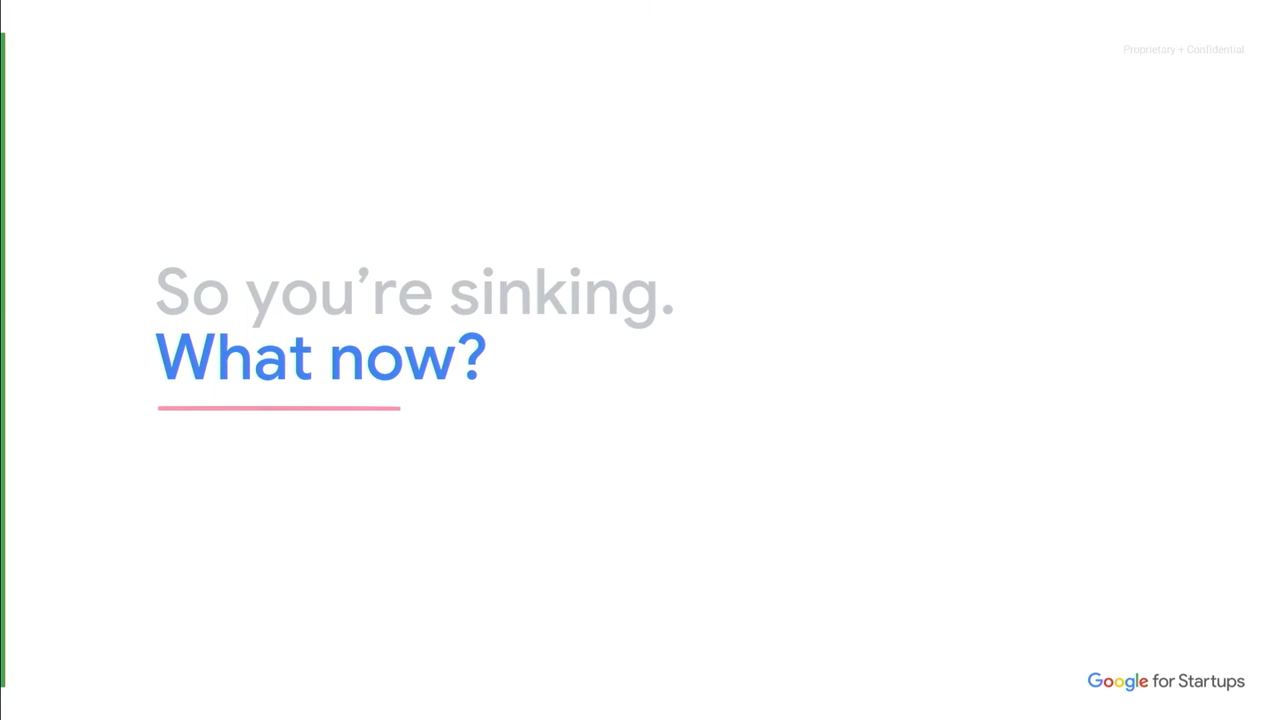 Proprietary + Confidential
So you’re sinking.
What now?
Google for Startups